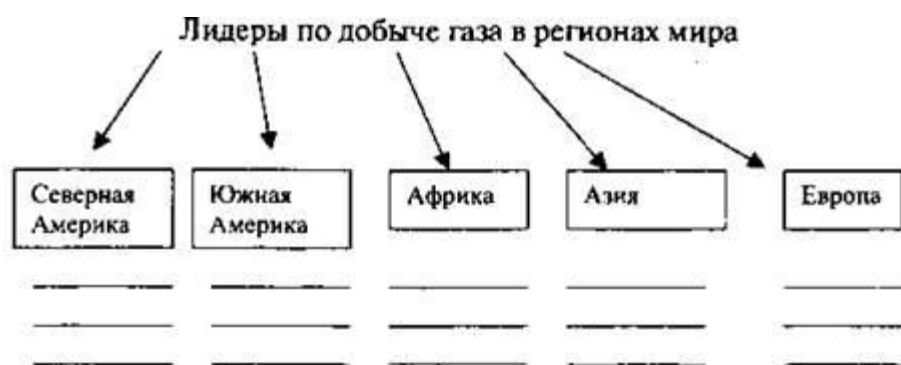 Лидеры по добыче газа в регионах мира
Северная
Америка
Южная
Америка
Африка
Азия
Европа